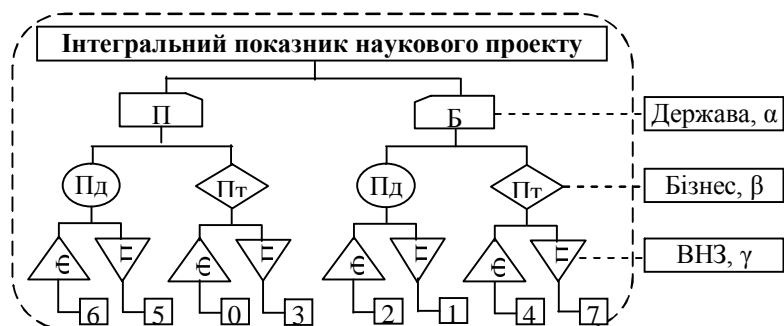 Інтегральний показник наукового проекту
П Б Держава, α
Пд Пт Пд Пт Бізнес, β
є є є є ВНЗ, γ
6 5 0 3 2 1 4 7